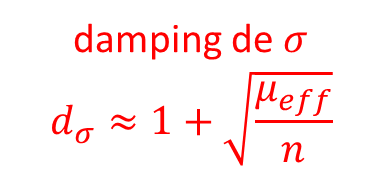 damping de σ
d_σ ≈ 1 + √(μ_eff / n)